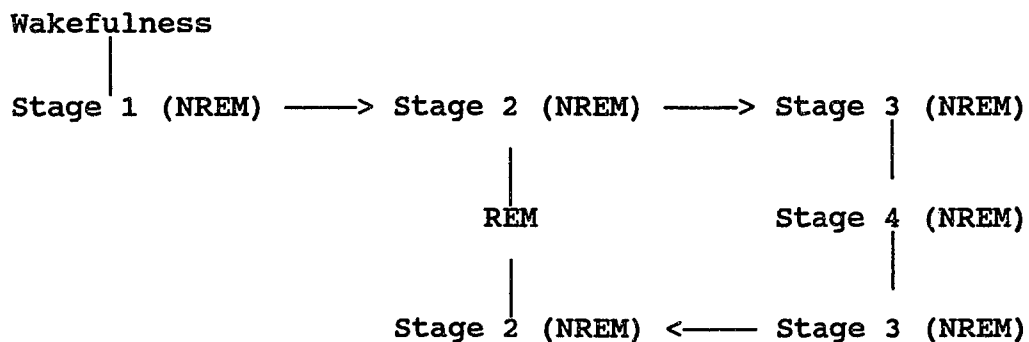 Wakefulness
Stage 1 (NREM) ——> Stage 2 (NREM) ——> Stage 3 (NREM)
REM Stage 4 (NREM)
Stage 2 (NREM) <—— Stage 3 (NREM)